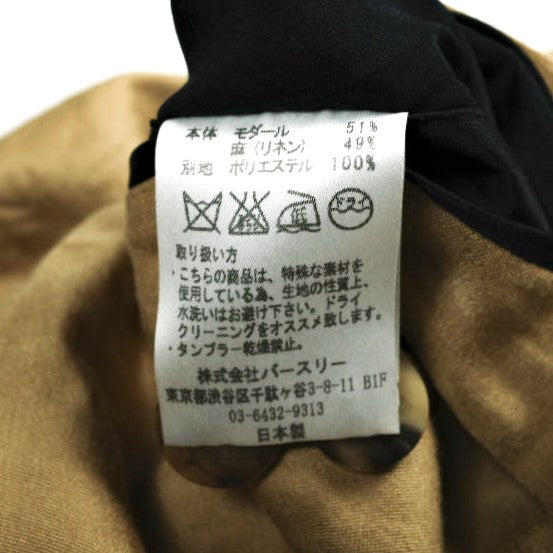 本体 モダール 51%
麻(リネン) 49%
別地 ポリエステル 100%
ドライ
取り扱い方
・こちらの商品は、特殊な素材を
使用している為、生地の性質上、
水洗いはお避け下さい。ドライ
クリーニングをオススメ致します。
・タンブラー乾燥禁止。
株式会社バースリー
東京都渋谷区千駄ヶ谷3-8-11 B1F
03-6432-9313
日本製